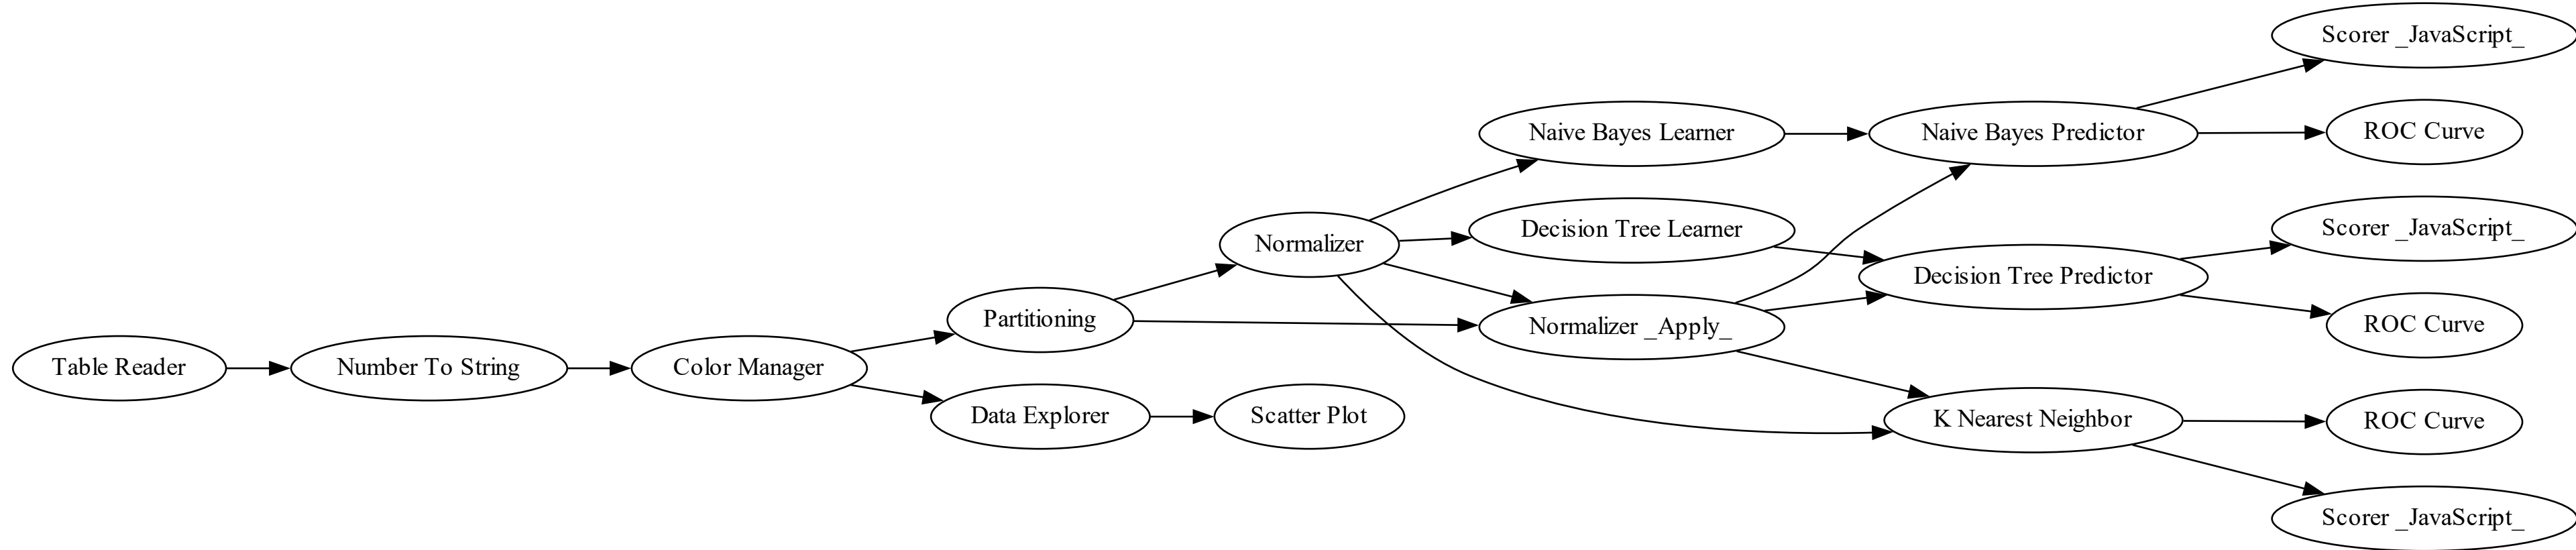 Table Reader
Number To String
Color Manager
Partitioning
Data Explorer
Scatter Plot
Normalizer
Naive Bayes Learner
Decision Tree Learner
Normalizer _Apply_
Naive Bayes Predictor
Decision Tree Predictor
K Nearest Neighbor
Scorer _JavaScript_
ROC Curve
Scorer _JavaScript_
ROC Curve
ROC Curve
Scorer _JavaScript_